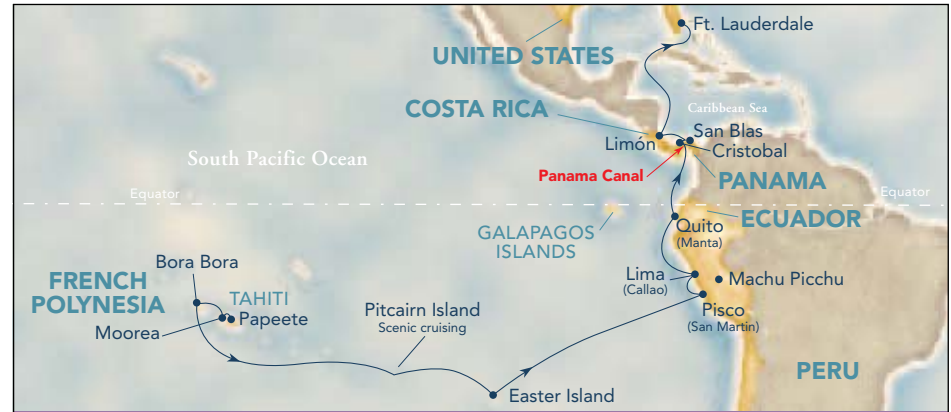 Ft. Lauderdale
UNITED STATES
COSTA RICA
Caribbean Sea
San Blas
Limón
Cristobal
South Pacific Ocean
Panama Canal
PANAMA
Equator
Equator
ECUADOR
Quito
(Manta)
GALAPAGOS
ISLANDS
Bora Bora
FRENCH
POLYNESIA
TAHITI
Papeete
Moorea
Pitcairn Island
Scenic cruising
Lima
(Callao)
Machu Picchu
Pisco
(San Martin)
PERU
Easter Island